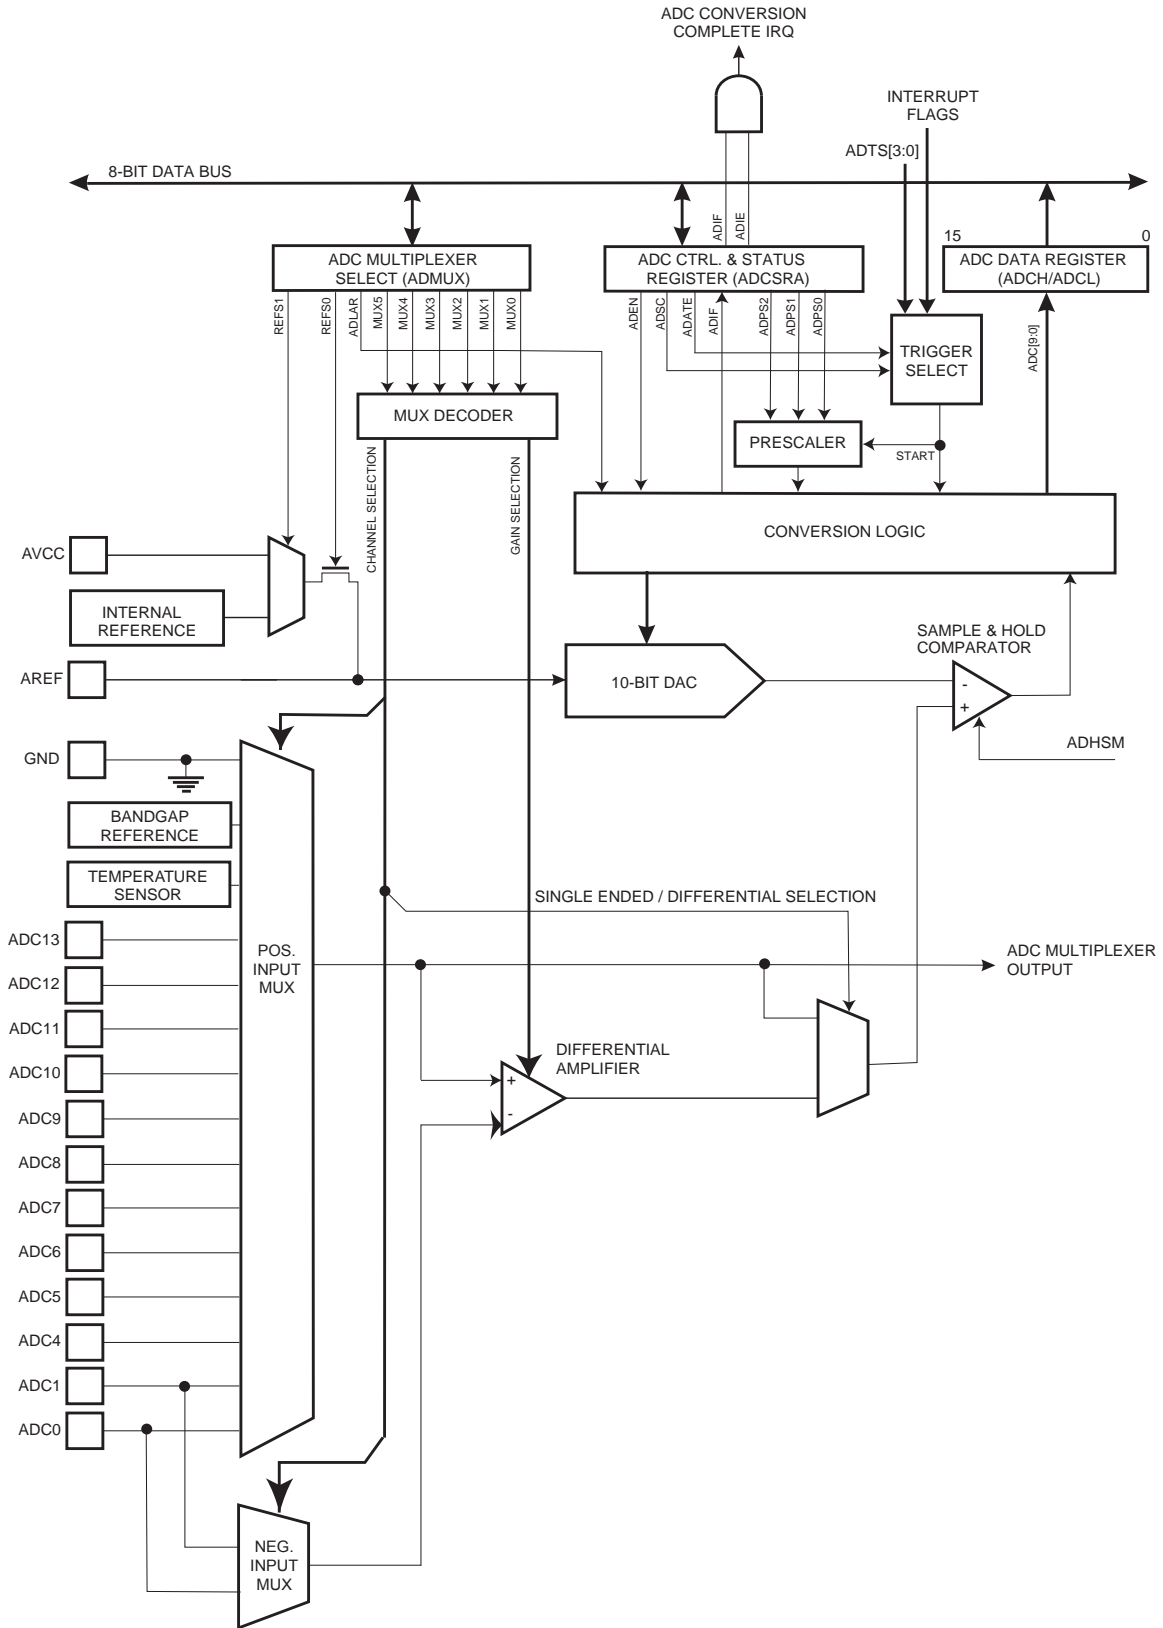 ADC CONVERSION
COMPLETE IRQ
INTERRUPT
FLAGS
ADTS[3:0]
8-BIT DATA BUS
ADIF
ADIE
15
0
ADC MULTIPLEXER
SELECT (ADMUX)
ADC CTRL. & STATUS
REGISTER (ADCSRA)
ADC DATA REGISTER
(ADCH/ADCL)
REFS1
REFS0
ADLAR
MUX5
MUX4
MUX3
MUX2
MUX1
MUX0
ADEN
ADSC
ADATE
ADIF
ADPS2
ADPS1
ADPS0
ADC[9:0]
TRIGGER
SELECT
MUX DECODER
PRESCALER
START
CHANNEL SELECTION
GAIN SELECTION
CONVERSION LOGIC
AVCC
INTERNAL
REFERENCE
SAMPLE & HOLD
COMPARATOR
AREF
10-BIT DAC
-
+
ADHSM
GND
BANDGAP
REFERENCE
TEMPERATURE
SENSOR
SINGLE ENDED / DIFFERENTIAL SELECTION
ADC13
POS.
INPUT
MUX
ADC MULTIPLEXER
OUTPUT
ADC12
ADC11
DIFFERENTIAL
AMPLIFIER
ADC10
+
-
ADC9
ADC8
ADC7
ADC6
ADC5
ADC4
ADC1
ADC0
NEG.
INPUT
MUX